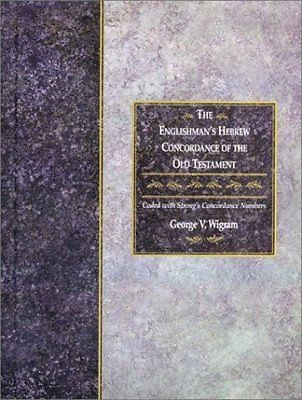 The
Englishman's Hebrew
Concordance of the
Old Testament
Coded with Strong's Concordance Numbers
George V. Wigram